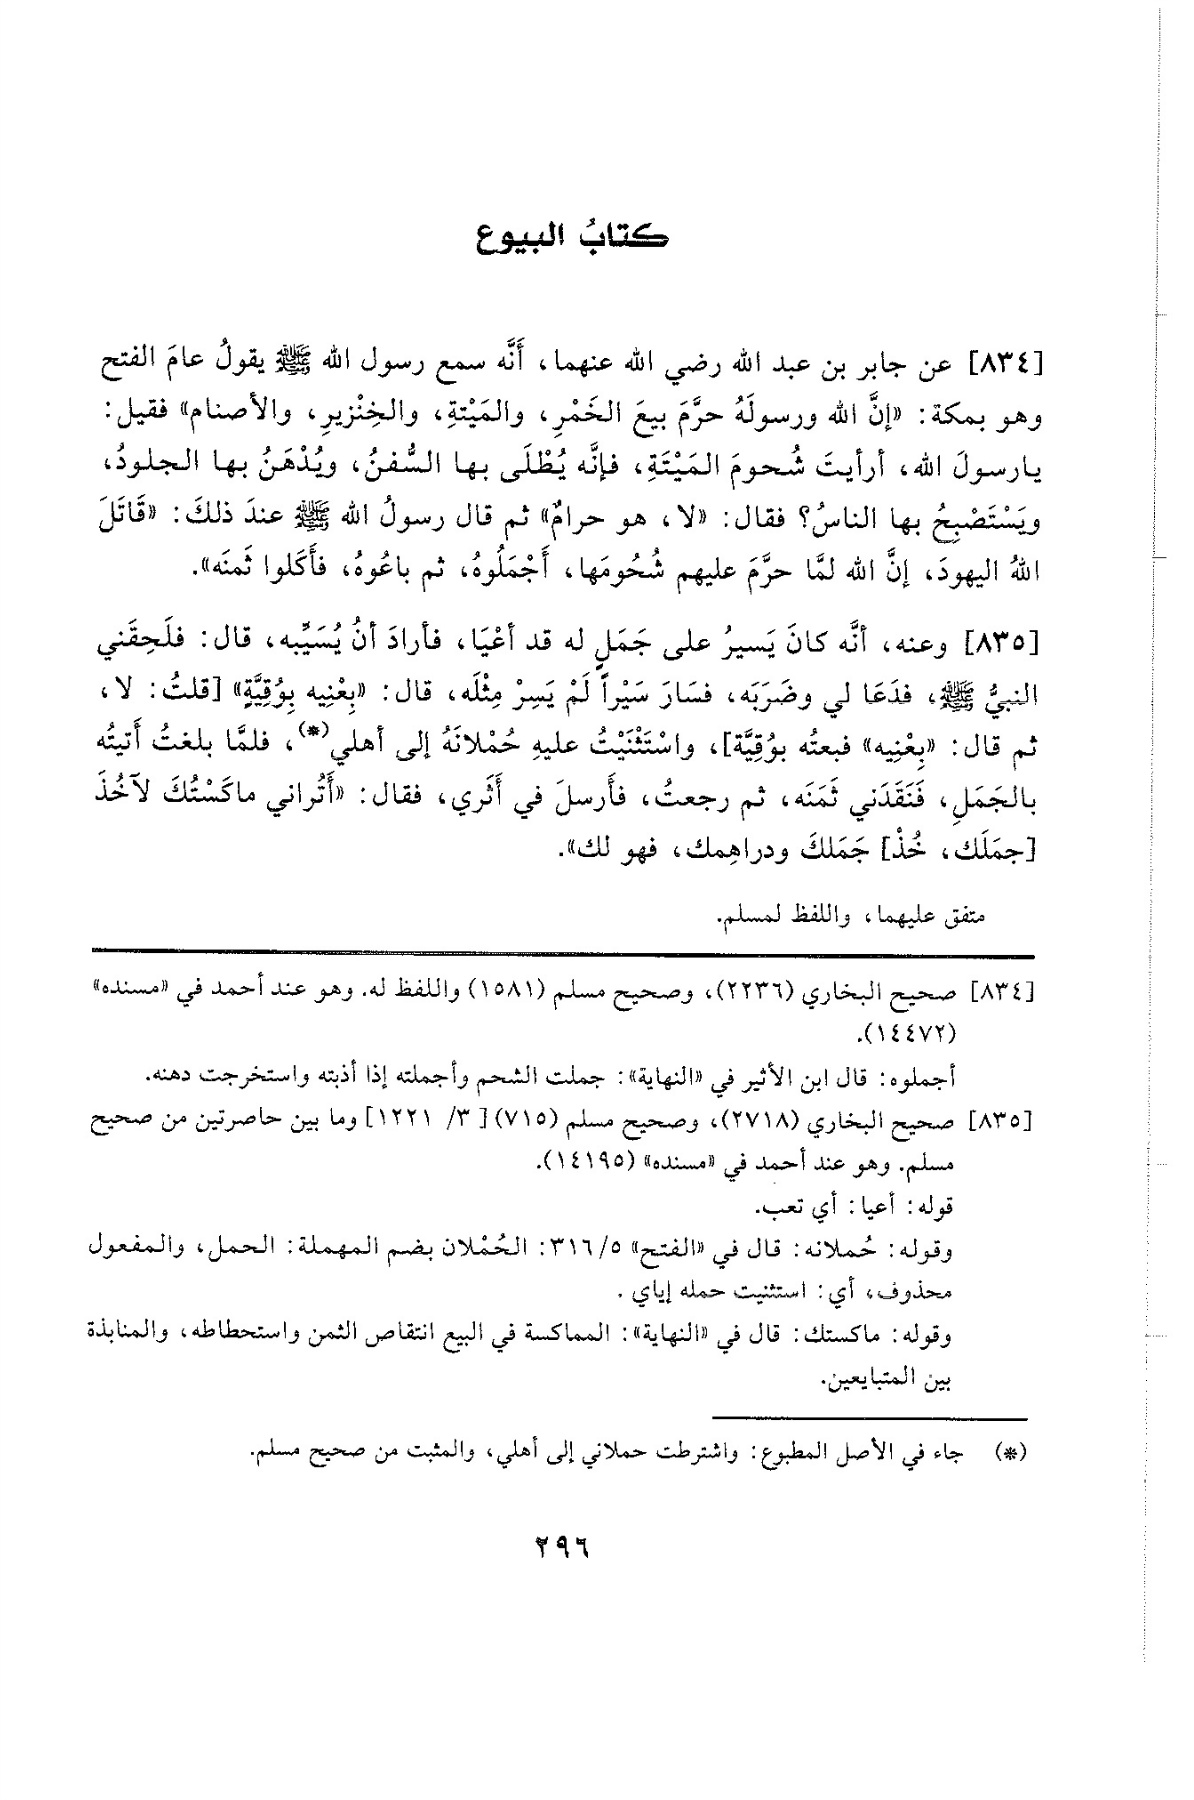 كتابُ البيوع
[٨٣٤] عن جابر بن عبد الله رضي الله عنهما، أَنَّه سمع رسول الله ﷺ يقولُ عامَ الفتح
وهو بمكة: «إنَّ الله ورسولَهُ حرَّمَ بيعَ الخَمْرِ، والمَيْتةِ، والخِنْزيرِ، والأصنام» فقيل:
يارسولَ الله، أرأيتَ شُحومَ المَيْتَةِ، فإنَّه يُطْلَى بها السُّفنُ، ويُدْهَنُ بها الجلودُ،
ويَسْتَصْبِحُ بها الناسُ؟ فقال: «لا، هو حرامٌ» ثم قال رسولُ الله ﷺ عندَ ذلكَ: «قَاتَلَ
اللهُ اليهودَ، إنَّ الله لمَّا حرَّمَ عليهم شُحُومَها، أَجْمَلُوهُ، ثم باعُوهُ، فأَكَلوا ثَمنَه».
[٨٣٥] وعنه، أنَّه كانَ يَسيرُ على جَمَلٍ له قد أعْيَا، فأرادَ أنْ يُسَيِّبه، قال: فلَحِقَني
النبيُّ ﷺ، فدَعَا لي وضَرَبَه، فسَارَ سَيْراً لَمْ يَسِرْ مِثْلَه، قال: «بِعْنِيه بِوُقِيَّةٍ» [قلتُ: لا،
ثم قال: «بِعْنِيه» فبعتُه بوُقِيَّة]، واسْتَثْنَيْتُ عليهِ حُمْلانَهُ إلى أهلي(*)، فلمَّا بلغتُ أَتيتُه
بالجَمَلِ، فَنَقَدَني ثَمَنَه، ثم رجعتُ، فأَرسلَ في أَثَري، فقال: «أَتُراني ماكَسْتُكَ لآخُذَ
[جمَلَك، خُذْ] جَمَلكَ ودراهِمك، فهو لك».
متفق عليهما، واللفظ لمسلم.
[٨٣٤] صحيح البخاري (٢٢٣٦)، وصحيح مسلم (١٥٨١) واللفظ له. وهو عند أحمد في «مسنده»
(١٤٤٧٢).
أجملوه: قال ابن الأثير في «النهاية»: جملت الشحم وأجملته إذا أذبته واستخرجت دهنه.
[٨٣٥] صحيح البخاري (٢٧١٨)، وصحيح مسلم (٧١٥) [٣/ ١٢٢١] وما بين حاصرتين من صحيح
مسلم. وهو عند أحمد في «مسنده» (١٤١٩٥).
قوله: أعيا: أي تعب.
وقوله: حُملانه: قال في «الفتح» ٣١٦/٥: الحُمْلان بضم المهملة: الحمل، والمفعول
محذوف، أي: استثنيت حمله إياي .
وقوله: ماكستك: قال في «النهاية»: المماكسة في البيع انتقاص الثمن واستحطاطه، والمنابذة
بين المتبايعين.
(*) جاء في الأصل المطبوع: واشترطت حملاني إلى أهلي، والمثبت من صحيح مسلم.
٢٩٦